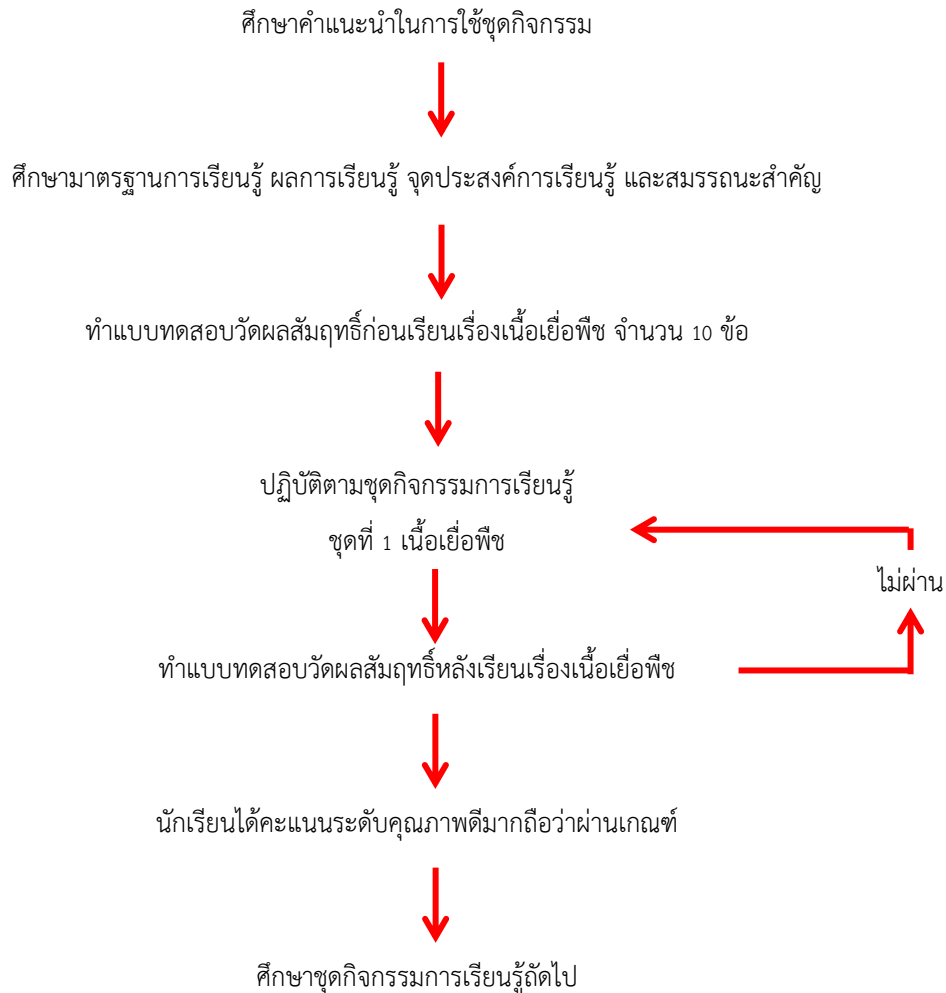 ศึกษาคำแนะนำในการใช้ชุดกิจกรรม
ศึกษามาตรฐานการเรียนรู้ ผลการเรียนรู้ จุดประสงค์การเรียนรู้ และสมรรถนะสำคัญ
ทำแบบทดสอบวัดผลสัมฤทธิ์ก่อนเรียนเรื่องเนื้อเยื่อพืช จำนวน 10 ข้อ
ปฏิบัติตามชุดกิจกรรมการเรียนรู้
ชุดที่ 1 เนื้อเยื่อพืช
ไม่ผ่าน
ทำแบบทดสอบวัดผลสัมฤทธิ์หลังเรียนเรื่องเนื้อเยื่อพืช
นักเรียนได้คะแนนระดับคุณภาพดีมากถือว่าผ่านเกณฑ์
ศึกษาชุดกิจกรรมการเรียนรู้ถัดไป